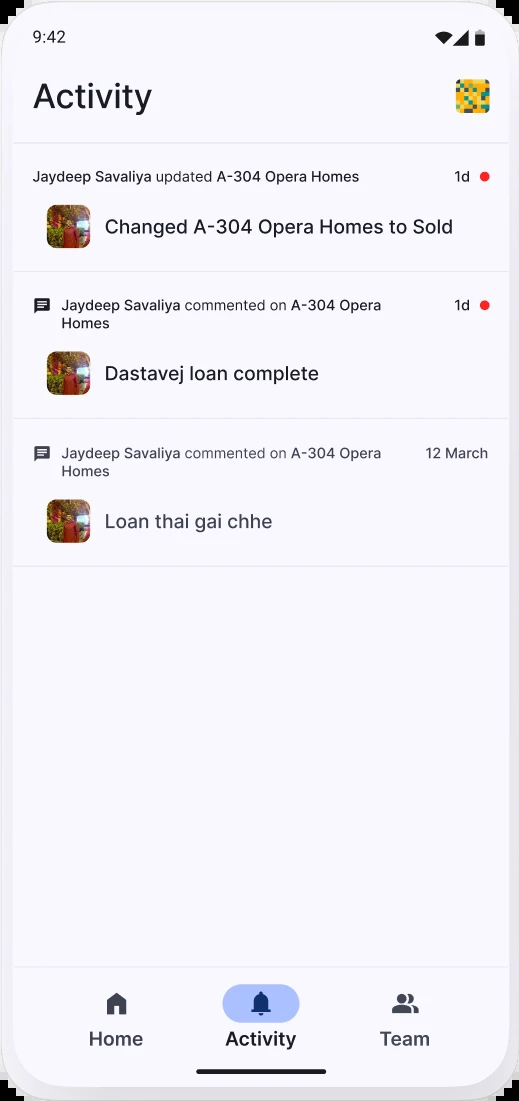 9:42
Activity
Jaydeep Savaliya updated A-304 Opera Homes 1d
Changed A-304 Opera Homes to Sold
Jaydeep Savaliya commented on A-304 Opera 1d
Homes
Dastavej loan complete
Jaydeep Savaliya commented on A-304 Opera 12 March
Homes
Loan thai gai chhe
Home Activity Team